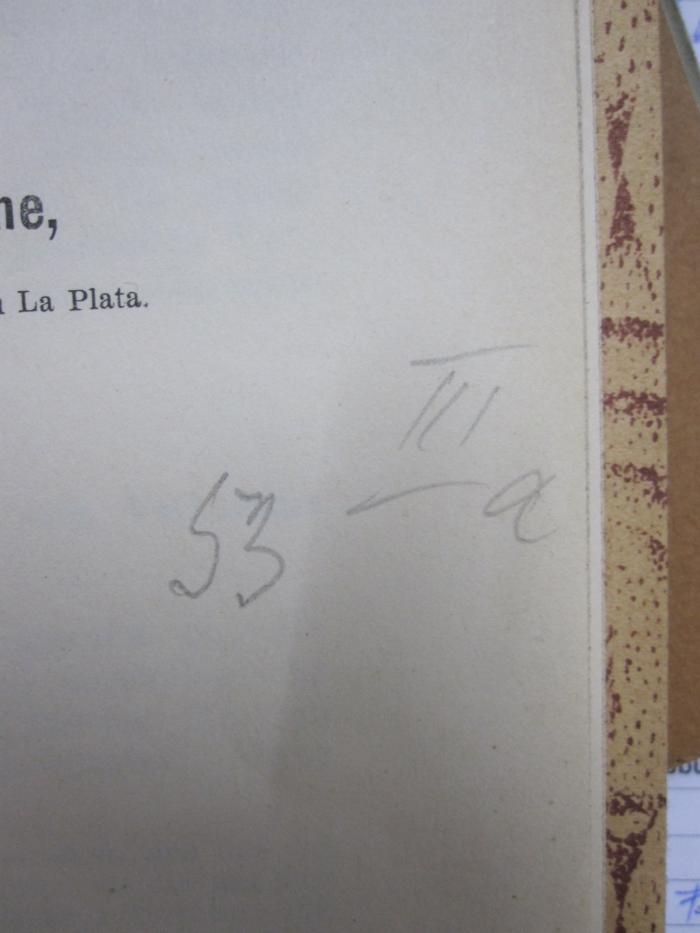 ne,
La Plata.
III
a
53